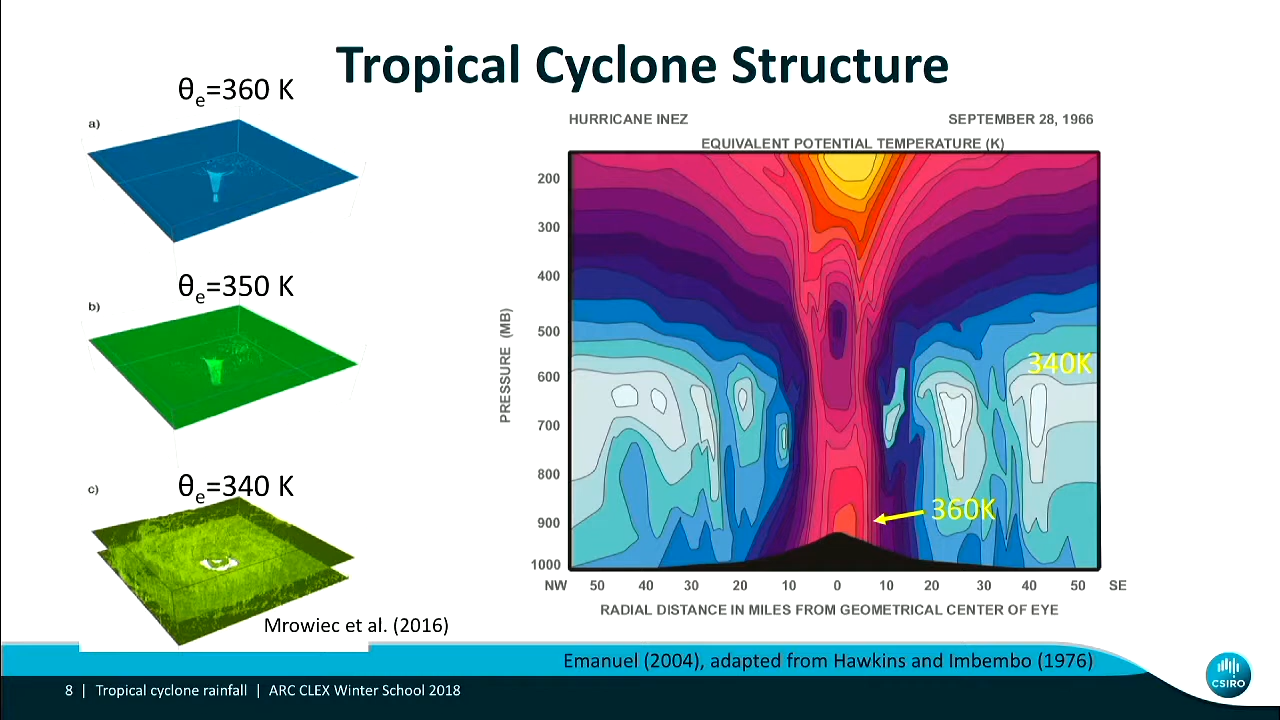 Tropical Cyclone Structure
θe=360 K
a)
θe=350 K
b)
θe=340 K
c)
Mrowiec et al. (2016)
HURRICANE INEZ
SEPTEMBER 28, 1966
EQUIVALENT POTENTIAL TEMPERATURE (K)
PRESSURE (MB)
200
300
400
500
600
700
800
900
1000
340K
360K
NW 50 40 30 20 10 0 10 20 30 40 50 SE
RADIAL DISTANCE IN MILES FROM GEOMETRICAL CENTER OF EYE
Emanuel (2004), adapted from Hawkins and Imbembo (1976)
8 | Tropical cyclone rainfall | ARC CLEX Winter School 2018
CSIRO